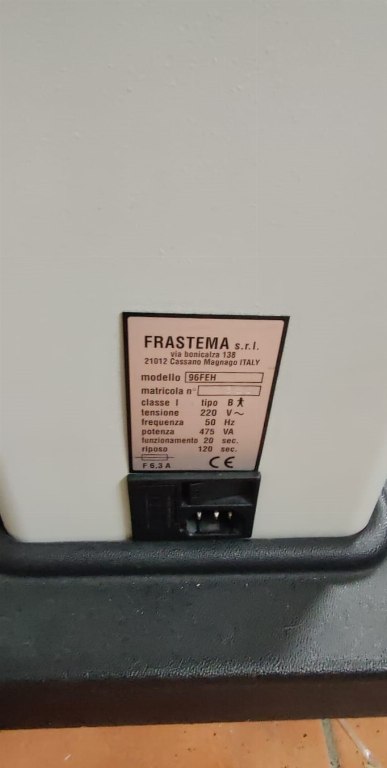 FRASTEMA s.r.l.
via bonicalza 138
21012 Cassano Magnago ITALY
modello 96FEH
matricola n°
classe I tipo B
tensione 220 V~
frequenza 50 Hz
potenza 475 VA
funzionamento 20 sec.
riposo 120 sec.
F 6,3 A CE